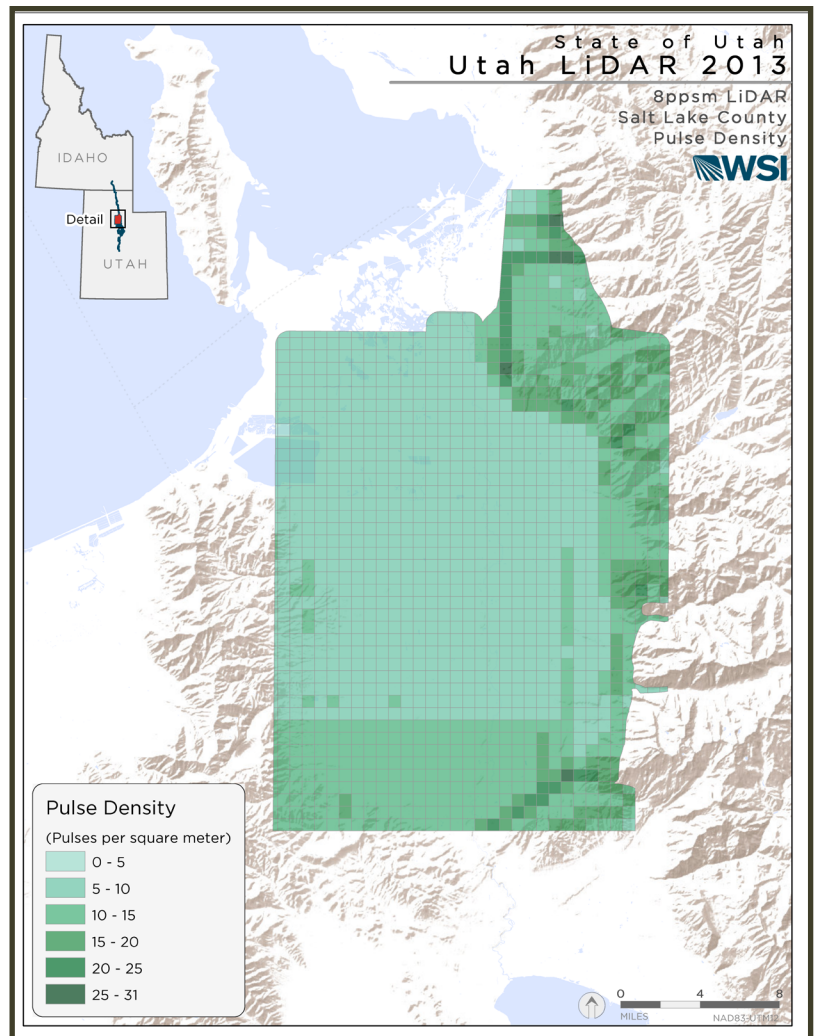 State of Utah
Utah LiDAR 2013
8ppsm LiDAR
Salt Lake County
Pulse Density
WSI
IDAHO
Detail
UTAH
Pulse Density
(Pulses per square meter)
0 - 5
5 - 10
10 - 15
15 - 20
20 - 25
25 - 31
0 4 8
MILES
NAD83-UTM12